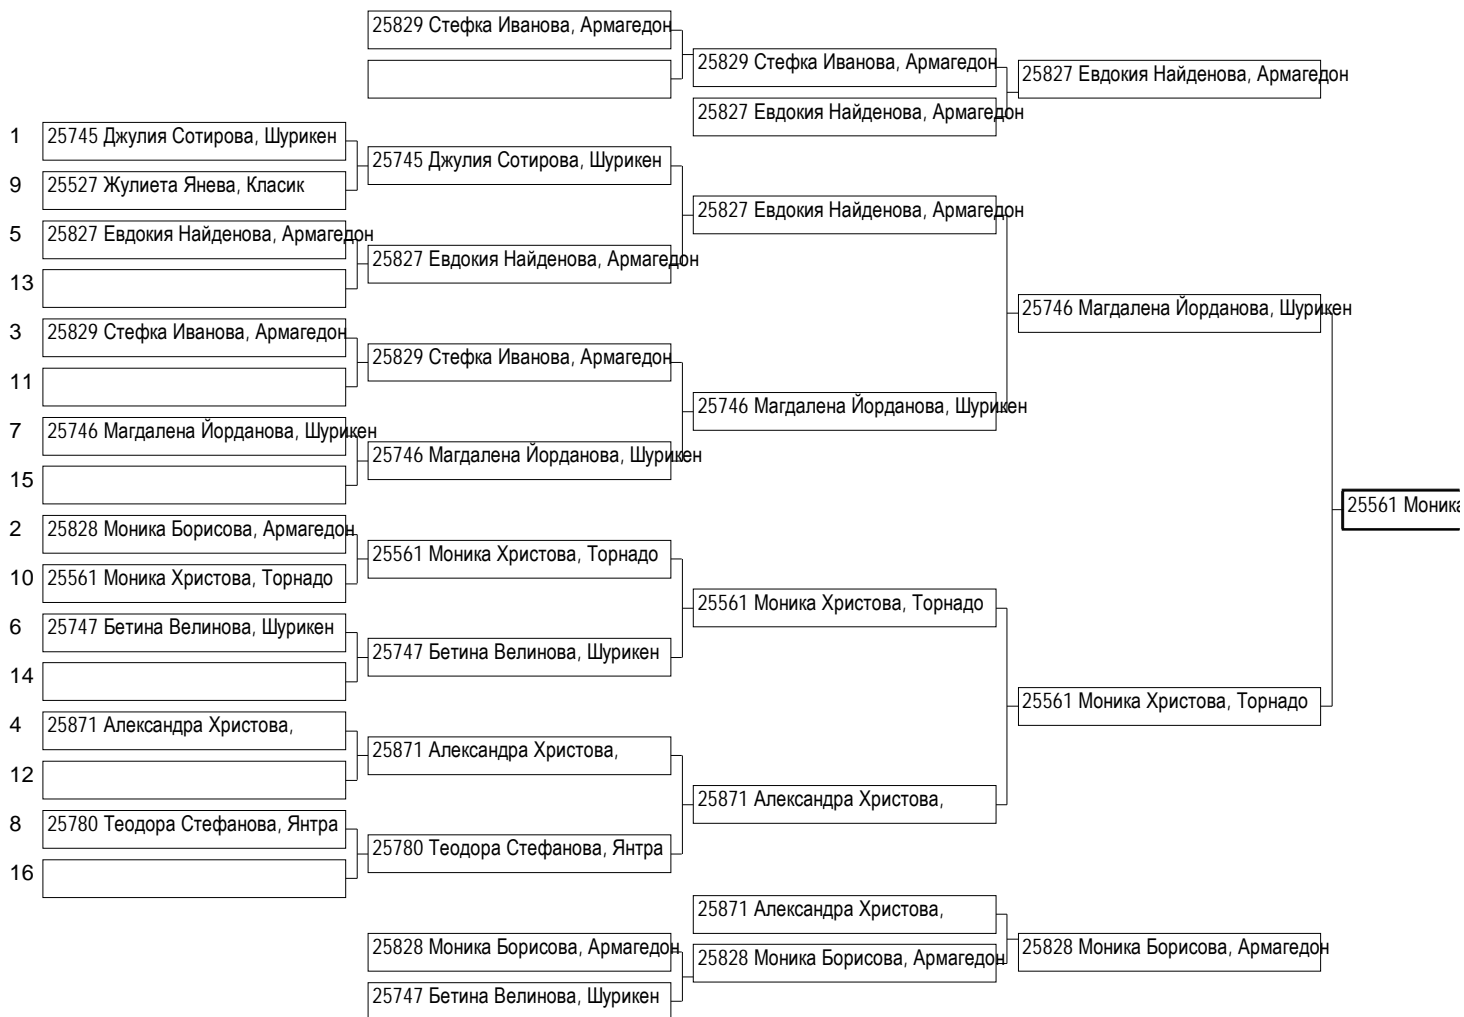 25829 Стефка Иванова, Армагедон
25829 Стефка Иванова, Армагедон
25827 Евдокия Найденова, Армагедон
25827 Евдокия Найденова, Армагедон
1 25745 Джулия Сотирова, Шурикен
25745 Джулия Сотирова, Шурикен
9 25527 Жулиета Янева, Класик
25827 Евдокия Найденова, Армагедон
5 25827 Евдокия Найденова, Армагедон
25827 Евдокия Найденова, Армагедон
13
25746 Магдалена Йорданова, Шурикен
3 25829 Стефка Иванова, Армагедон
25829 Стефка Иванова, Армагедон
11
25746 Магдалена Йорданова, Шурикен
7 25746 Магдалена Йорданова, Шурикен
25746 Магдалена Йорданова, Шурикен
15
25561 Моника
2 25828 Моника Борисова, Армагедон
25561 Моника Христова, Торнадо
10 25561 Моника Христова, Торнадо
25561 Моника Христова, Торнадо
6 25747 Бетина Велинова, Шурикен
25747 Бетина Велинова, Шурикен
14
25561 Моника Христова, Торнадо
4 25871 Александра Христова,
25871 Александра Христова,
12
25871 Александра Христова,
8 25780 Теодора Стефанова, Янтра
25780 Теодора Стефанова, Янтра
16
25871 Александра Христова,
25828 Моника Борисова, Армагедон
25828 Моника Борисова, Армагедон
25828 Моника Борисова, Армагедон
25747 Бетина Велинова, Шурикен